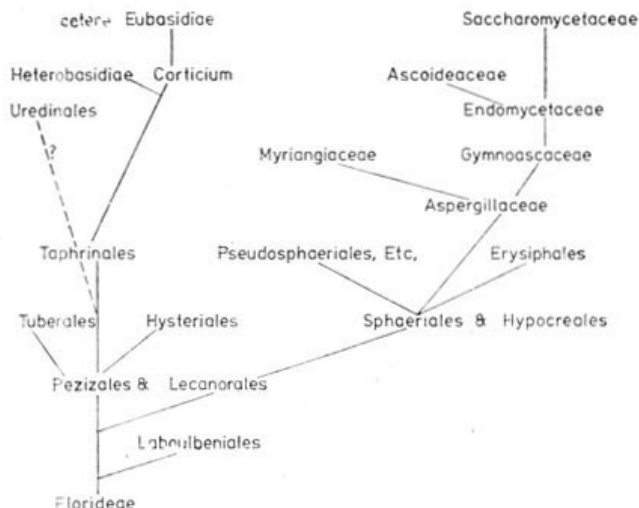 cetere Eubasidiae Saccharomycetaceae
Heterobasidiae Corticium Ascoideaceae
Uredinales Endomycetaceae
?
Myriangiaceae Gymnoascaceae
Aspergillaceae
Taphrinales Pseudosphaeriales, Etc, Erysiphales
Tuberales Hysteriales Sphaeriales & Hypocreales
Pezizales & Lecanorales
Laboulbeniales
Florideae